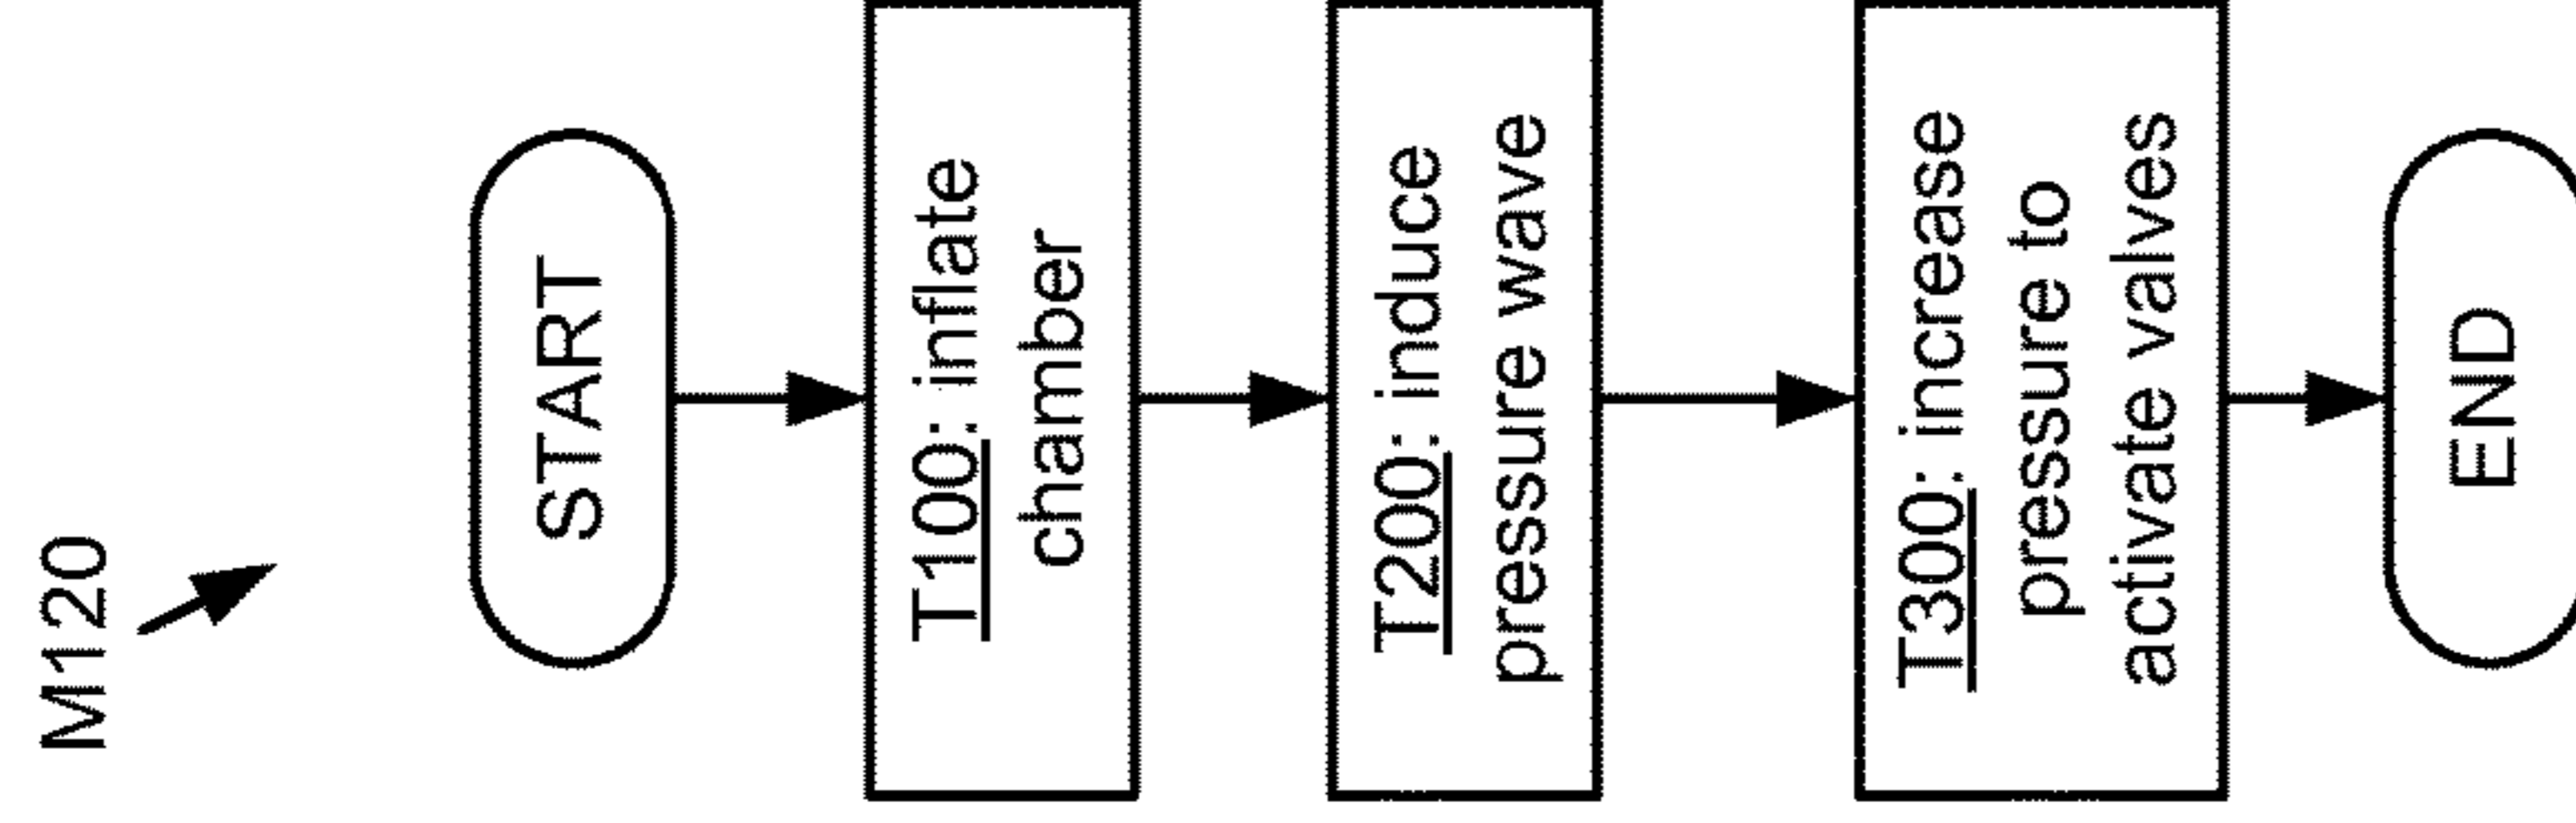 M120
START
T100: inflate
chamber
T200: induce
pressure wave
T300: increase
pressure to
activate valves
END